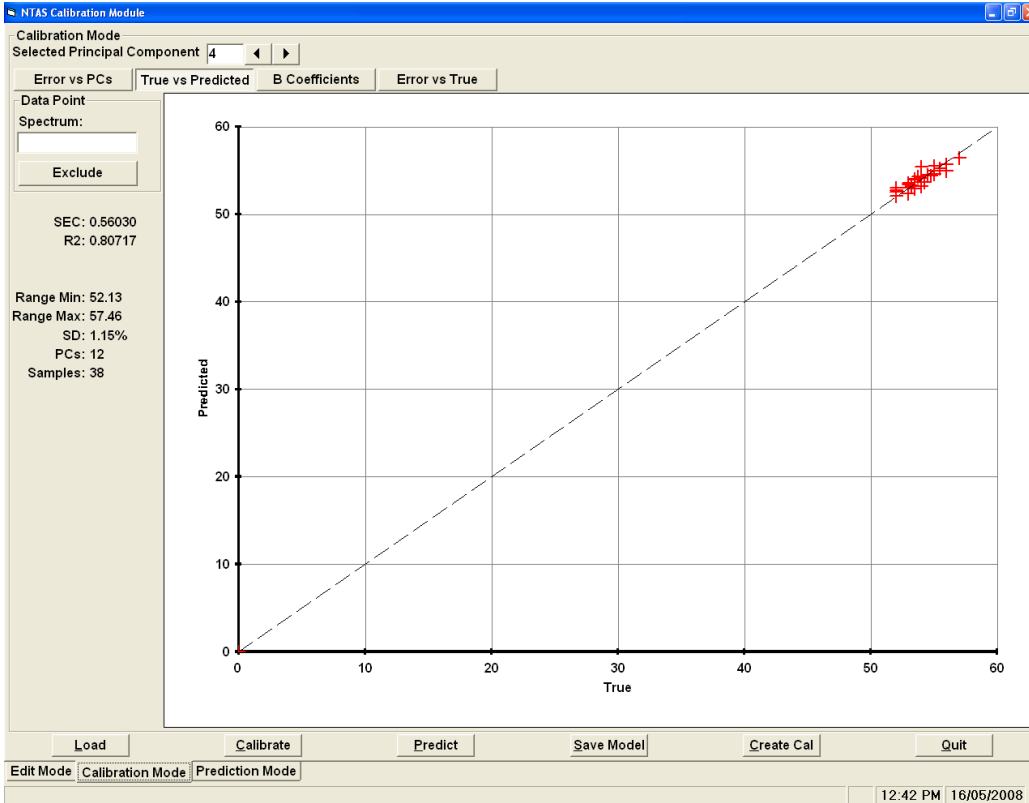 NTAS Calibration Module
Calibration Mode
Selected Principal Component 4
Error vs PCs True vs Predicted B Coefficients Error vs True
Data Point
Spectrum:
Exclude
SEC: 0.56030
R2: 0.80717
Range Min: 52.13
Range Max: 57.46
SD: 1.15%
PCs: 12
Samples: 38
60
50
40
30
20
10
0
Predicted
0 10 20 30 40 50 60
True
Load Calibrate Predict Save Model Create Cal Quit
Edit Mode Calibration Mode Prediction Mode
12:42 PM 16/05/2008